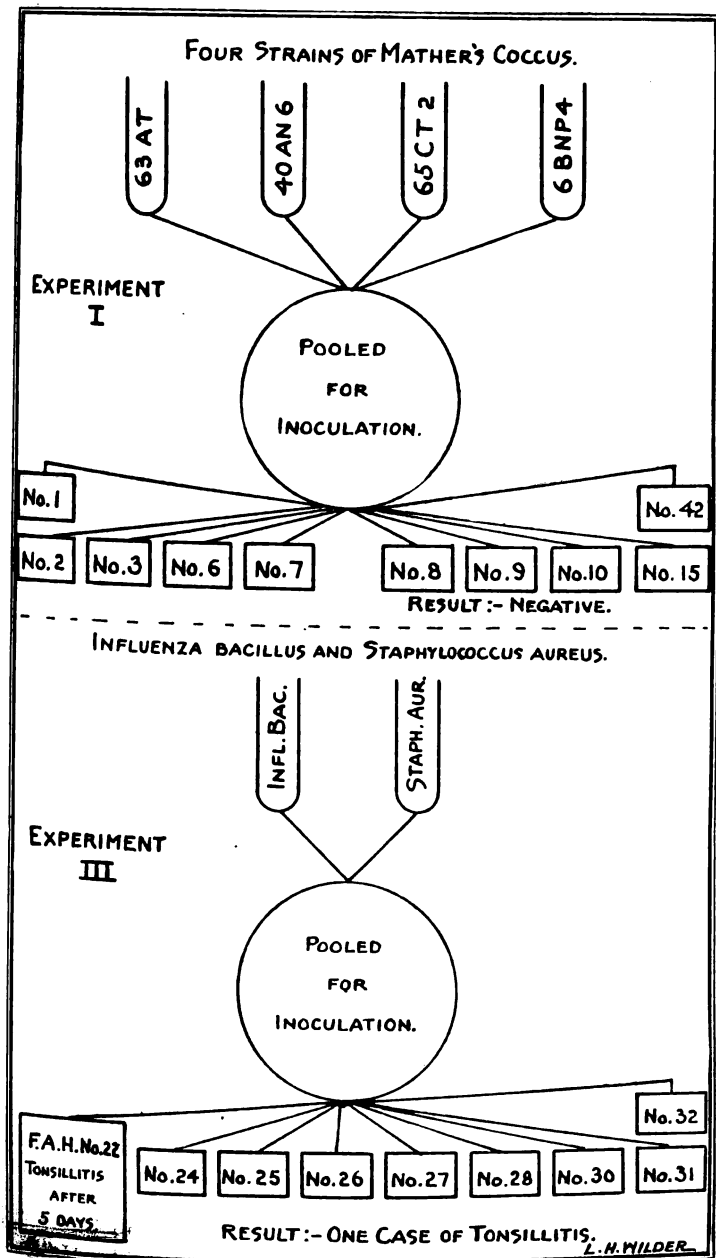 FOUR STRAINS OF MATHER'S COCCUS.
63 AT
40 AN 6
65 CT 2
6 BNP4
EXPERIMENT
I
POOLED
FOR
INOCULATION.
No.1
No.42
No.2
No.3
No.6
No.7
No.8
No.9
No.10
No.15
RESULT:- NEGATIVE.
INFLUENZA BACILLUS AND STAPHYLOCOCCUS AUREUS.
INFL. BAC.
STAPH. AUR.
EXPERIMENT
III
POOLED
FOR
INOCULATION.
F.A.H. No.22
TONSILLITIS
AFTER
5 DAYS
No.32
No.24
No.25
No.26
No.27
No.28
No.30
No.31
RESULT:- ONE CASE OF TONSILLITIS.
L.H.WILDER